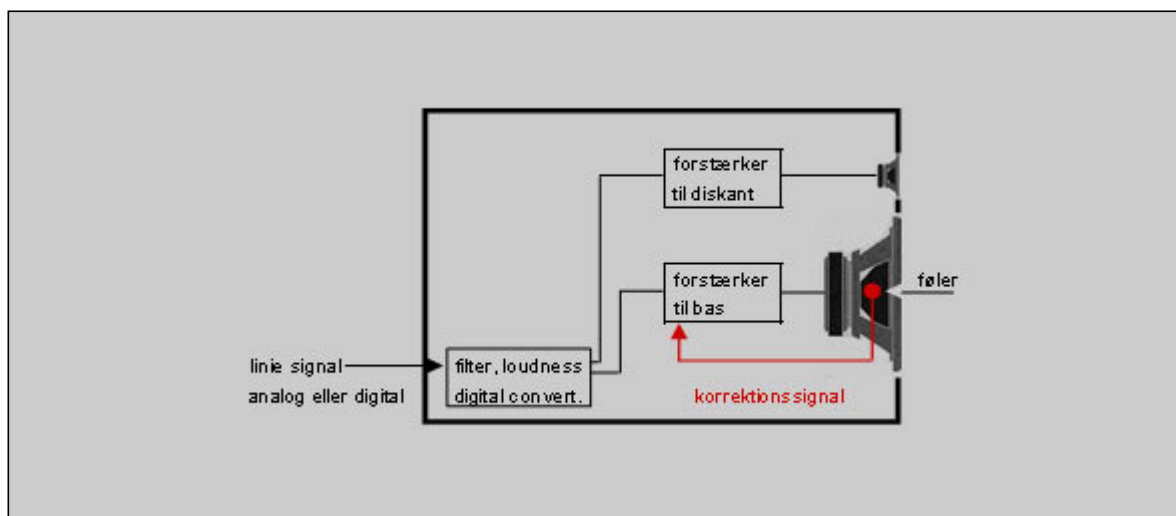 forstærker
til diskant
forstærker
til bas
føler
linie signal
analog eller digital
filter, loudness
digital convert.
korrektionssignal